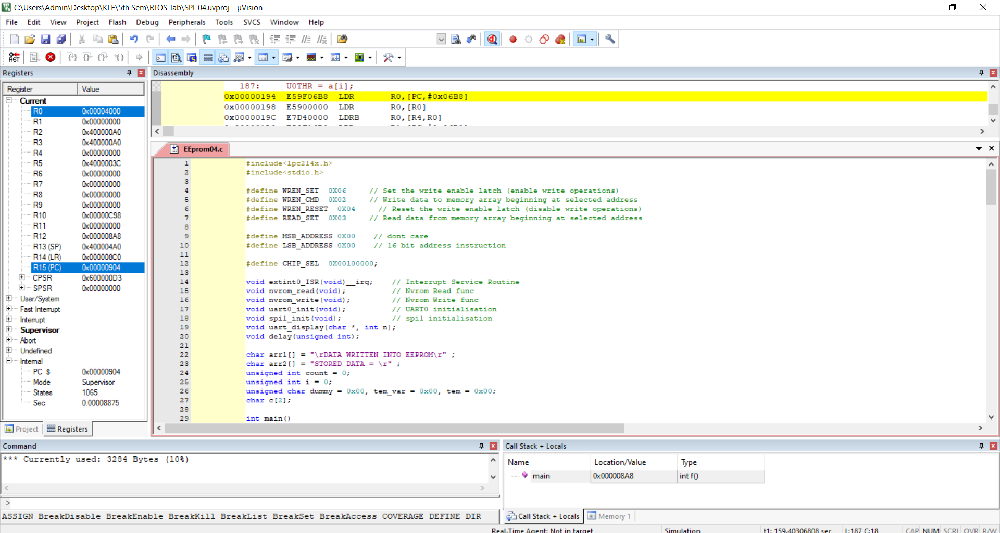 C:\Users\Admin\Desktop\KLE\5th Sem\RTOS_lab\SPI_04.uvproj - µVision
File Edit View Project Flash Debug Peripherals Tools SVCS Window Help
RST
Registers
Register Value
Current
R0 0x00004000
R1 0x00000000
R2 0x400000A0
R3 0x400000A0
R4 0x00000000
R5 0x4000003C
R6 0x00000000
R7 0x00000000
R8 0x00000000
R9 0x00000000
R10 0x00000C98
R11 0x00000000
R12 0x000008A8
R13 (SP) 0x400004A0
R14 (LR) 0x000008C0
R15 (PC) 0x00000904
CPSR 0x600000D3
SPSR 0x00000000
User/System
Fast Interrupt
Interrupt
Supervisor
Abort
Undefined
Internal
PC $ 0x00000904
Mode Supervisor
States 1065
Sec 0.00008875
Project Registers
Disassembly
187: U0THR = a[i];
0x00000194 E59F06B8 LDR R0,[PC,#0x06B8]
0x00000198 E5900000 LDR R0,[R0]
0x0000019C E7D40000 LDRB R0,[R4,R0]
EEprom04.c
1 #include<lpc214x.h>
2 #include<stdio.h>
3
4 #define WREN_SET 0X06 // Set the write enable latch (enable write operations)
5 #define WREN_CMD 0X02 // Write data to memory array beginning at selected address
6 #define WREN_RESET 0X04 // Reset the write enable latch (disable write operations)
7 #define READ_SET 0X03 // Read data from memory array beginning at selected address
8
9 #define MSB_ADDRESS 0X00 // dont care
10 #define LSB_ADDRESS 0X00 // 16 bit address instruction
11
12 #define CHIP_SEL 0X00100000;
13
14 void extint0_ISR(void)__irq; // Interrupt Service Routine
15 void nvrom_read(void); // Nvrom Read func
16 void nvrom_write(void); // Nvrom Write func
17 void uart0_init(void); // UART0 initialisation
18 void spi1_init(void); // spi1 initialisation
19 void uart_display(char *, int n);
20 void delay(unsigned int);
21
22 char arr1[] = "\rDATA WRITTEN INTO EEPROM\r" ;
23 char arr2[] = "STORED DATA = \r" ;
24 unsigned int count = 0;
25 unsigned int i = 0;
26 unsigned char dummy = 0x00, tem_var = 0x00, tem = 0x00;
27 char c[2];
28
29 int main()
Command
*** Currently used: 3284 Bytes (10%)
>
ASSIGN BreakDisable BreakEnable BreakKill BreakList BreakSet BreakAccess COVERAGE DEFINE DIR
Call Stack + Locals
Name Location/Value Type
main 0x000008A8 int f()
Call Stack + Locals Memory 1
Real-Time Agent: Not in target Simulation t1: 159.40306808 sec L:187 C:18 CAP NUM SCRL OVR R/W